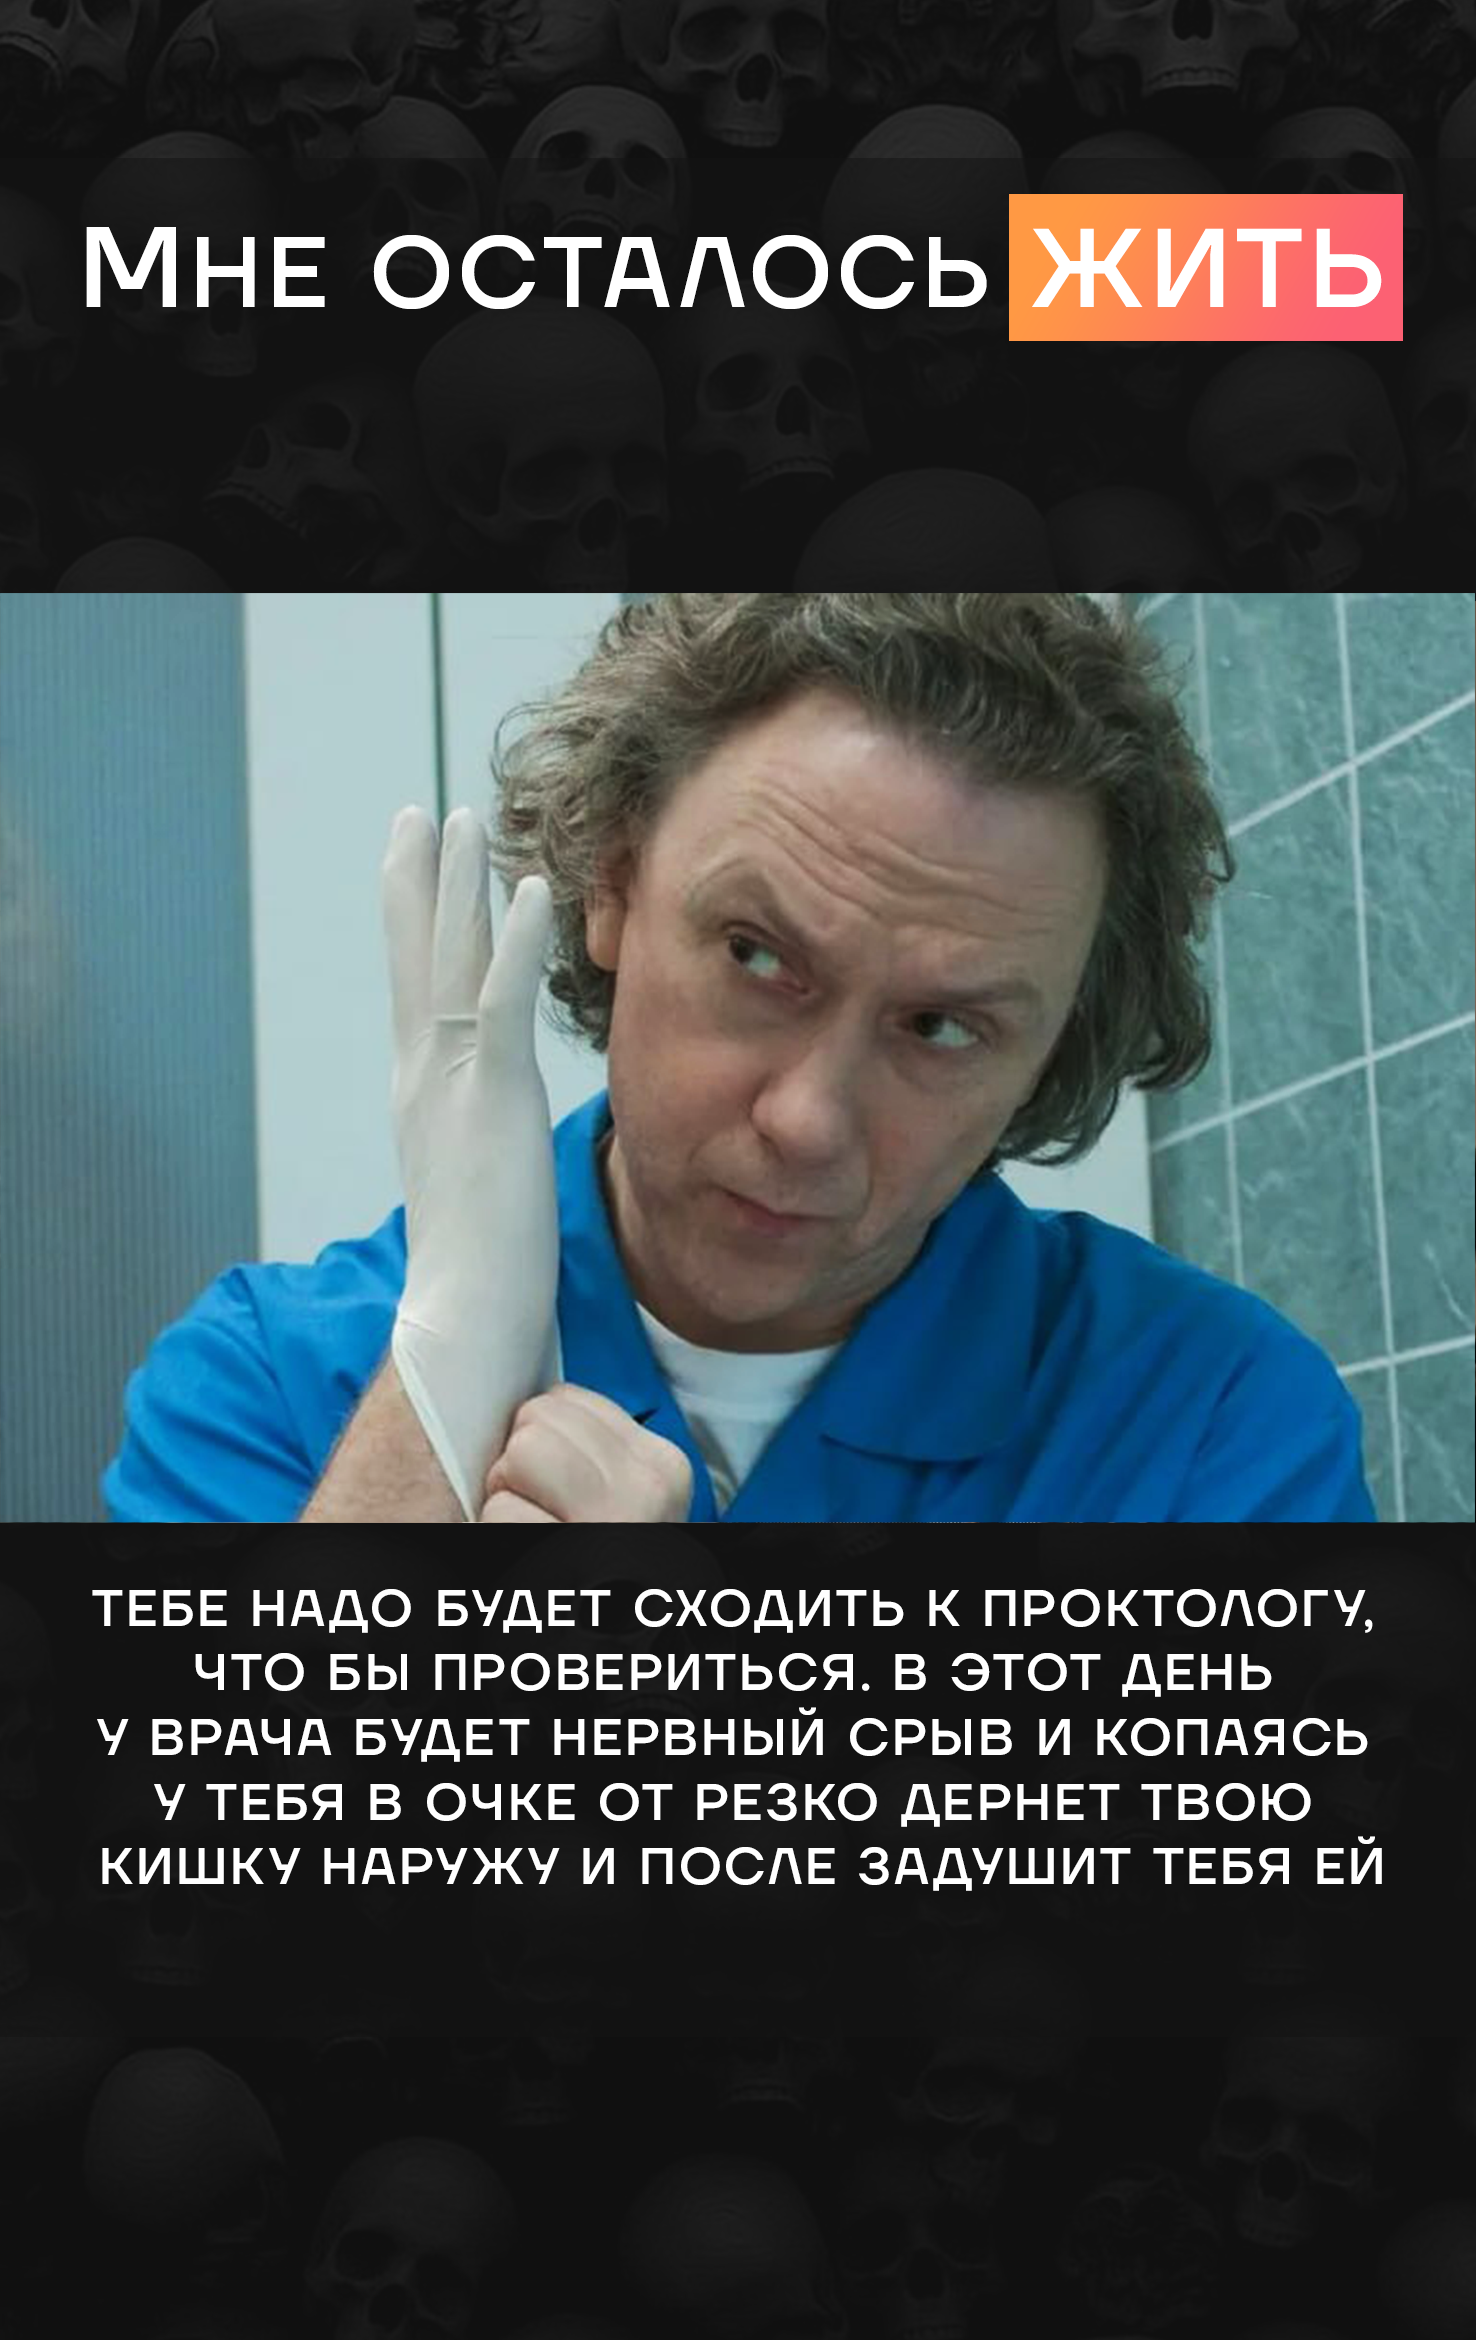 Мне осталось жить
ТЕБЕ НАДО БУДЕТ СХОДИТЬ К ПРОКТОЛОГУ,
ЧТО БЫ ПРОВЕРИТЬСЯ. В ЭТОТ ДЕНЬ
У ВРАЧА БУДЕТ НЕРВНЫЙ СРЫВ И КОПАЯСЬ
У ТЕБЯ В ОЧКЕ ОТ РЕЗКО ДЕРНЕТ ТВОЮ
КИШКУ НАРУЖУ И ПОСЛЕ ЗАДУШИТ ТЕБЯ ЕЙ